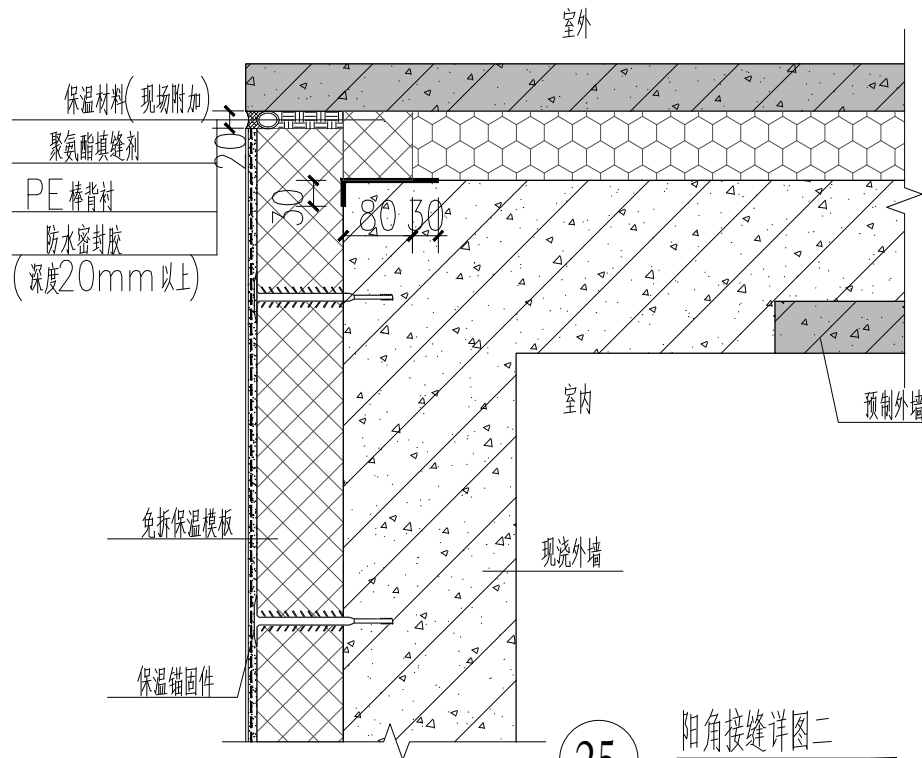 室外
保温材料(现场附加)
聚氨酯填缝剂
PE棒背衬
防水密封胶
(深度20mm以上)
20
30
80 30
室内
预制外墙
免拆保温模板
现浇外墙
保温锚固件
25
阳角接缝详图二